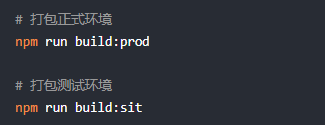 # 打包正式环境
npm run build:prod
# 打包测试环境
npm run build:sit